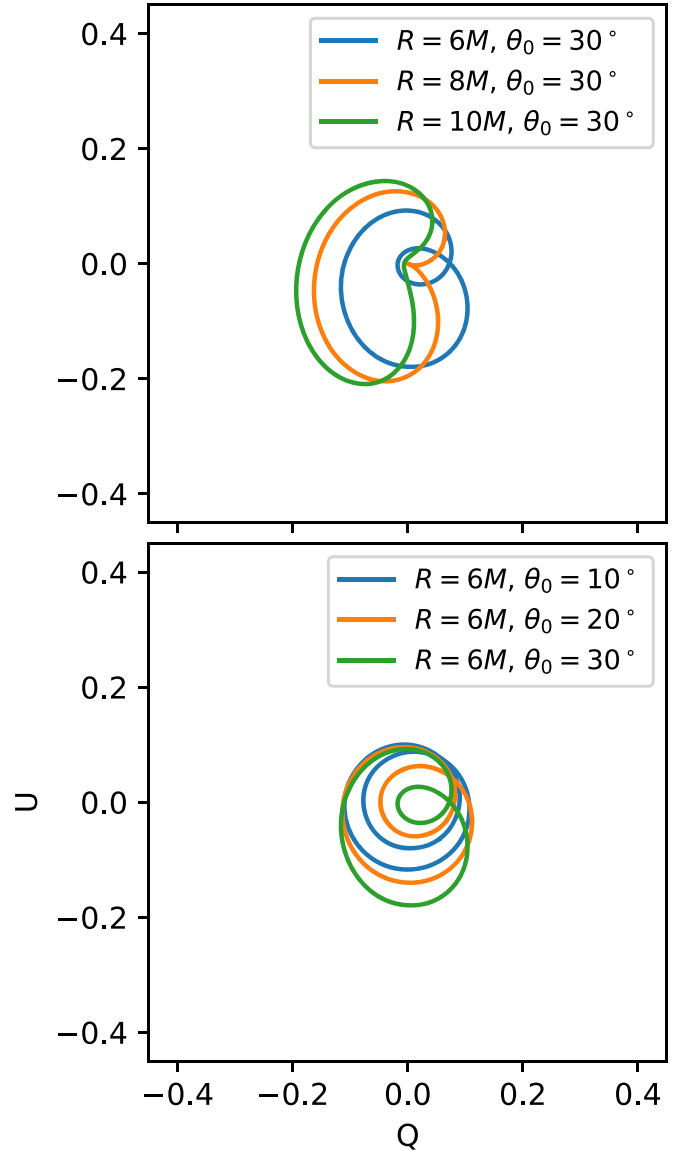 0.4
R = 6M, θ₀ = 30°
R = 8M, θ₀ = 30°
R = 10M, θ₀ = 30°
0.2
0.0
−0.2
−0.4
0.4
R = 6M, θ₀ = 10°
R = 6M, θ₀ = 20°
R = 6M, θ₀ = 30°
0.2
0.0
U
−0.2
−0.4
−0.4 −0.2 0.0 0.2 0.4
Q